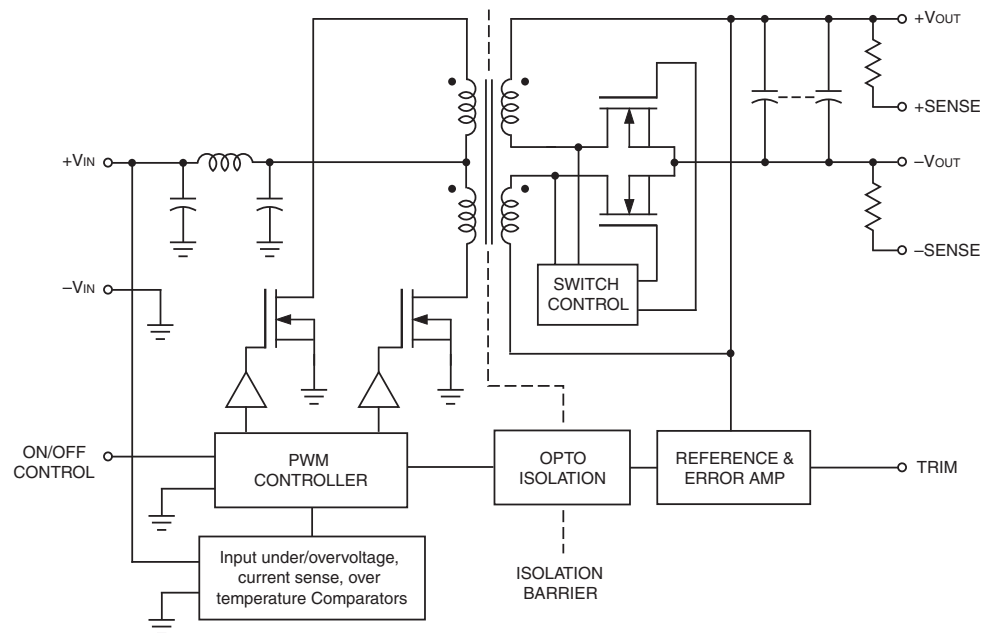 +VOUT
+SENSE
+VIN
–VOUT
–SENSE
SWITCH
CONTROL
–VIN
ON/OFF
CONTROL
PWM
CONTROLLER
OPTO
ISOLATION
REFERENCE &
ERROR AMP
TRIM
Input under/overvoltage,
current sense, over
temperature Comparators
ISOLATION
BARRIER